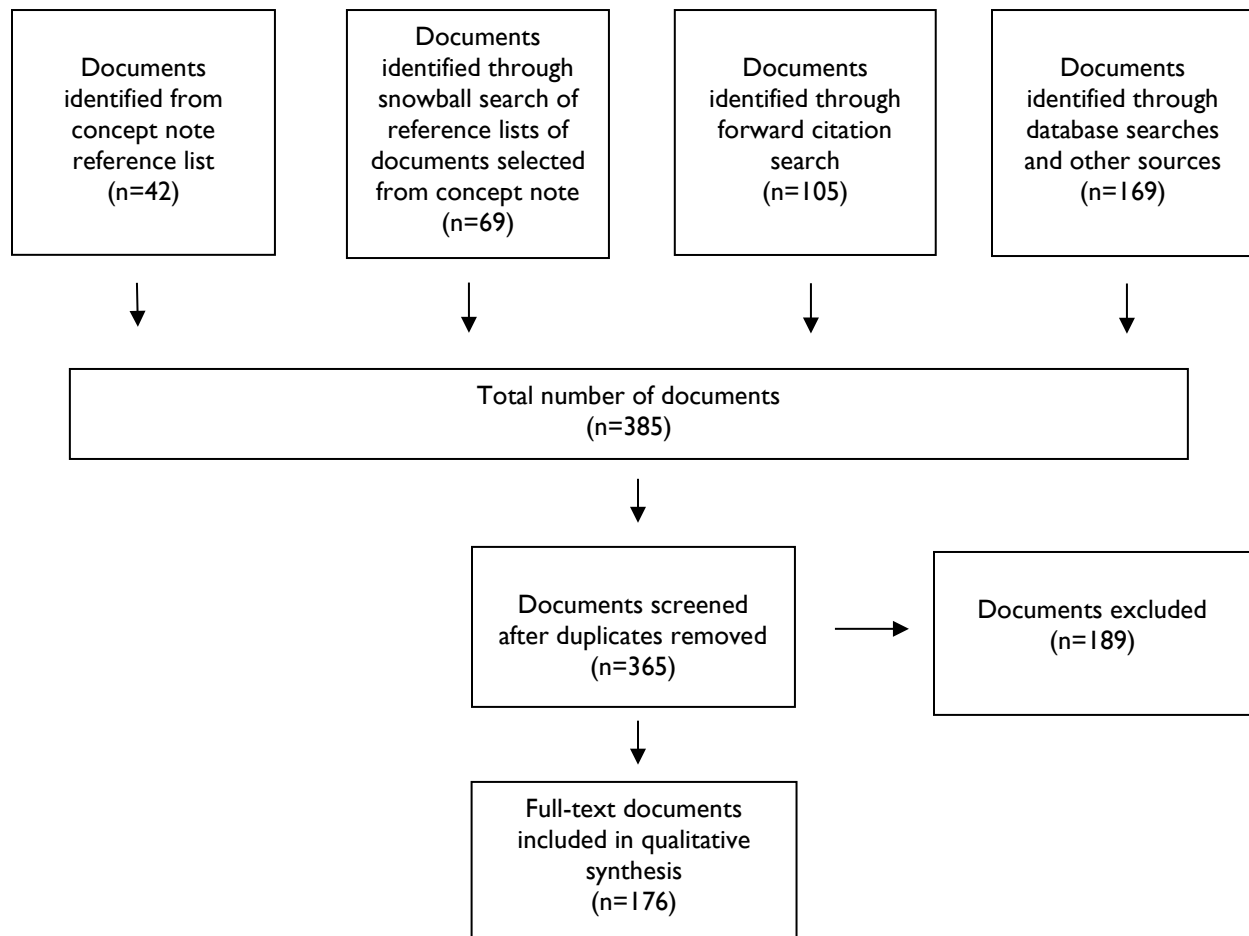 Documents
identified from
concept note
reference list
(n=42)
Documents
identified through
snowball search of
reference lists of
documents selected
from concept note
(n=69)
Documents
identified through
forward citation
search
(n=105)
Documents
identified through
database searches
and other sources
(n=169)
Total number of documents
(n=385)
Documents screened
after duplicates removed
(n=365)
Documents excluded
(n=189)
Full-text documents
included in qualitative
synthesis
(n=176)